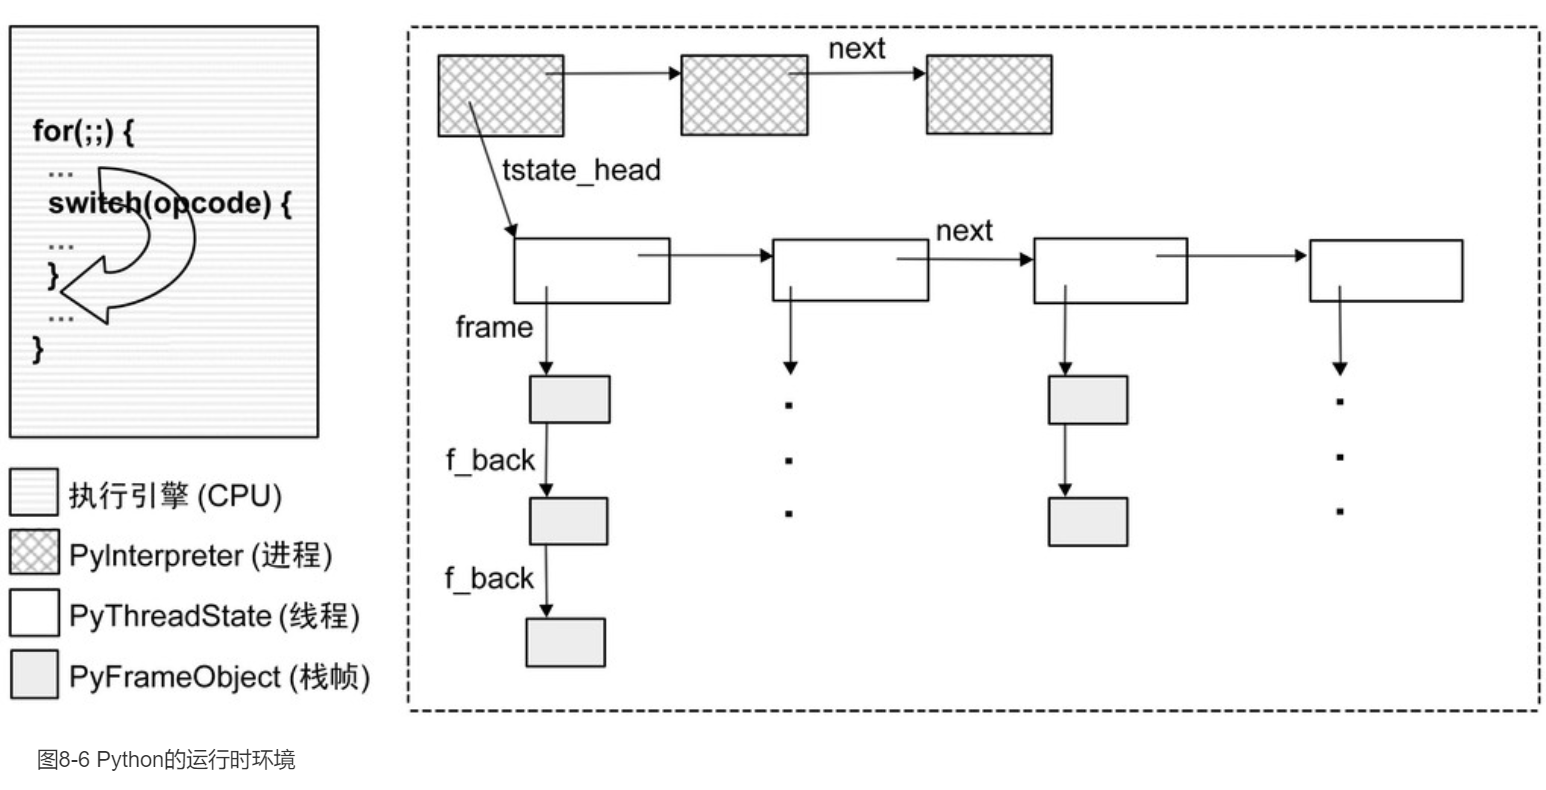 for(;;) {
...
switch(opcode) {
...
}
...
}
执行引擎 (CPU)
PyInterpreter (进程)
PyThreadState (线程)
PyFrameObject (栈帧)
next
tstate_head
next
frame
f_back
f_back
图8-6 Python的运行时环境